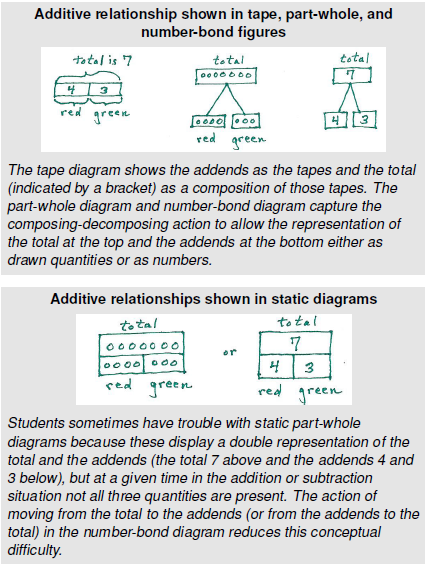 Additive relationship shown in tape, part-whole, and
number-bond figures
total is 7
total
total
4 3
ooooooo
7
red green
oooo ooo
4 3
red green
The tape diagram shows the addends as the tapes and the total
(indicated by a bracket) as a composition of those tapes. The
part-whole diagram and number-bond diagram capture the
composing-decomposing action to allow the representation of
the total at the top and the addends at the bottom either as
drawn quantities or as numbers.
Additive relationships shown in static diagrams
total
total
ooooooo
or
7
oooo ooo
4 3
red green
red green
Students sometimes have trouble with static part-whole
diagrams because these display a double representation of the
total and the addends (the total 7 above and the addends 4 and
3 below), but at a given time in the addition or subtraction
situation not all three quantities are present. The action of
moving from the total to the addends (or from the addends to the
total) in the number-bond diagram reduces this conceptual
difficulty.